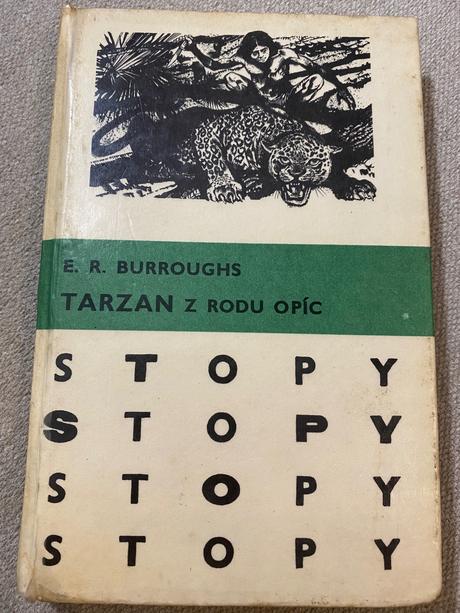 E. R. BURROUGHS
TARZAN Z RODU OPÍC
STOPY
STOPY
STOPY
STOPY